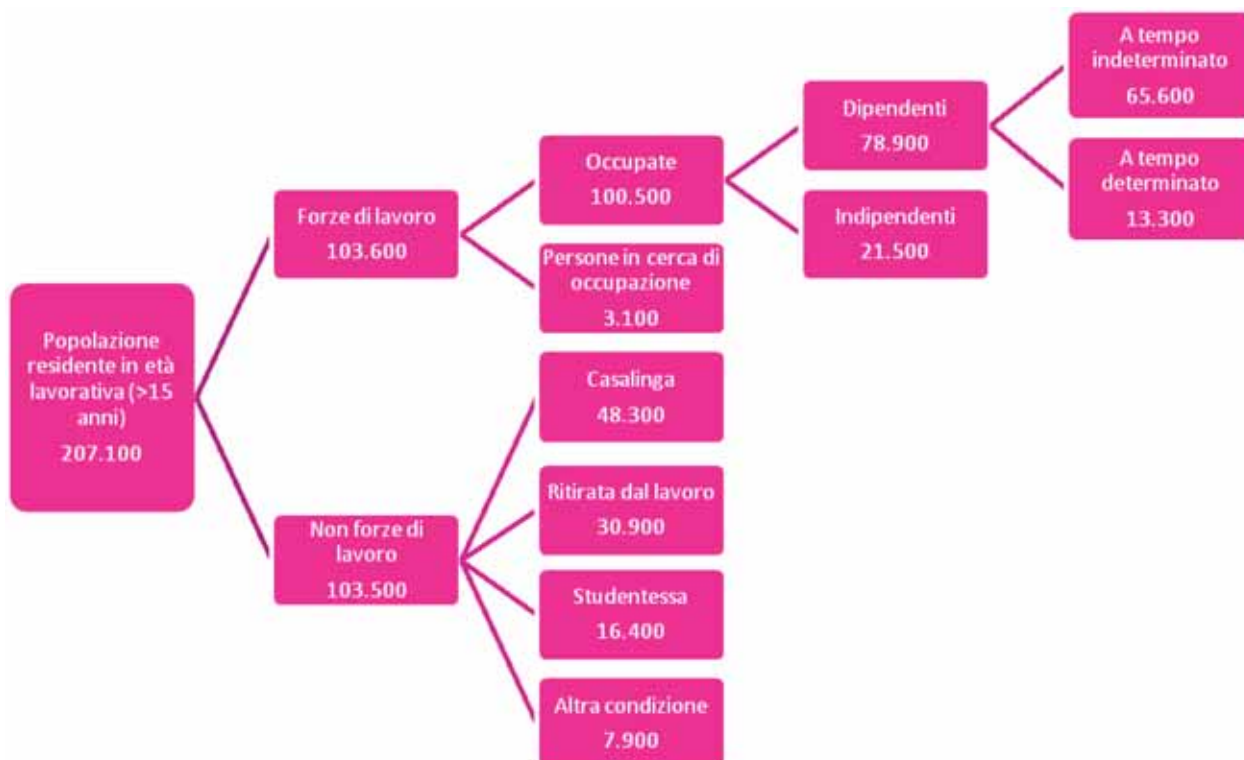 Popolazione
residente in età
lavorativa (>15
anni)
207.100
Forze di lavoro
103.600
Non forze di
lavoro
103.500
Occupate
100.500
Persone in cerca di
occupazione
3.100
Casalinga
48.300
Ritirata dal lavoro
30.900
Studentessa
16.400
Altra condizione
7.900
Dipendenti
78.900
Indipendenti
21.500
A tempo
indeterminato
65.600
A tempo
determinato
13.300